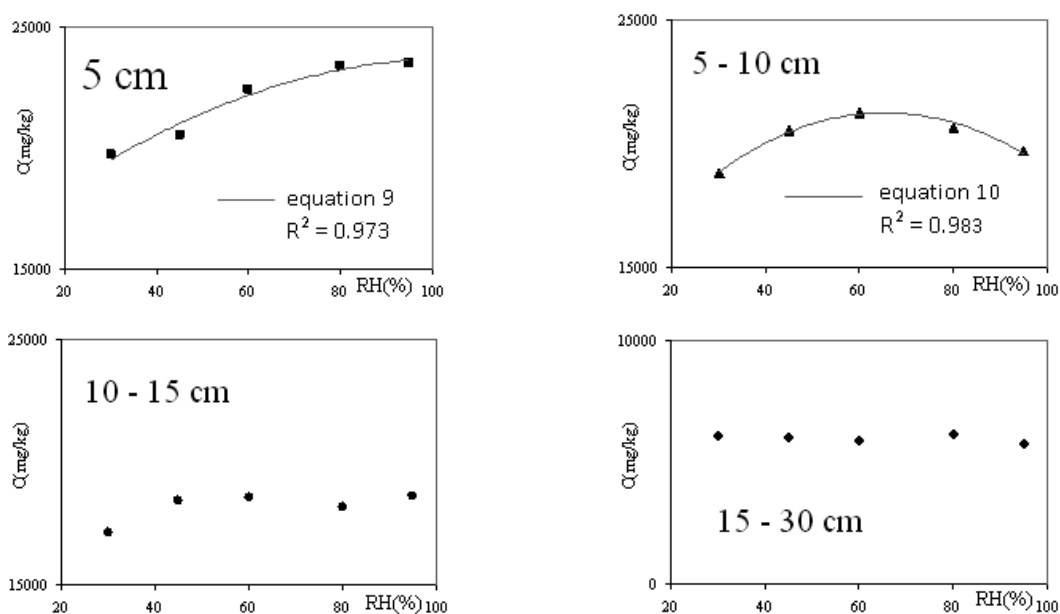 25000
5 cm
C(mg/kg)
equation 9
R² = 0.973
15000
20
40
60
80
RH(%)
100
25000
5 - 10 cm
C(mg/kg)
equation 10
R² = 0.983
15000
20
40
60
80
RH(%)
100
25000
10 - 15 cm
C(mg/kg)
15000
20
40
60
80
RH(%)
100
10000
C(mg/kg)
15 - 30 cm
0
20
40
60
80
RH(%)
100